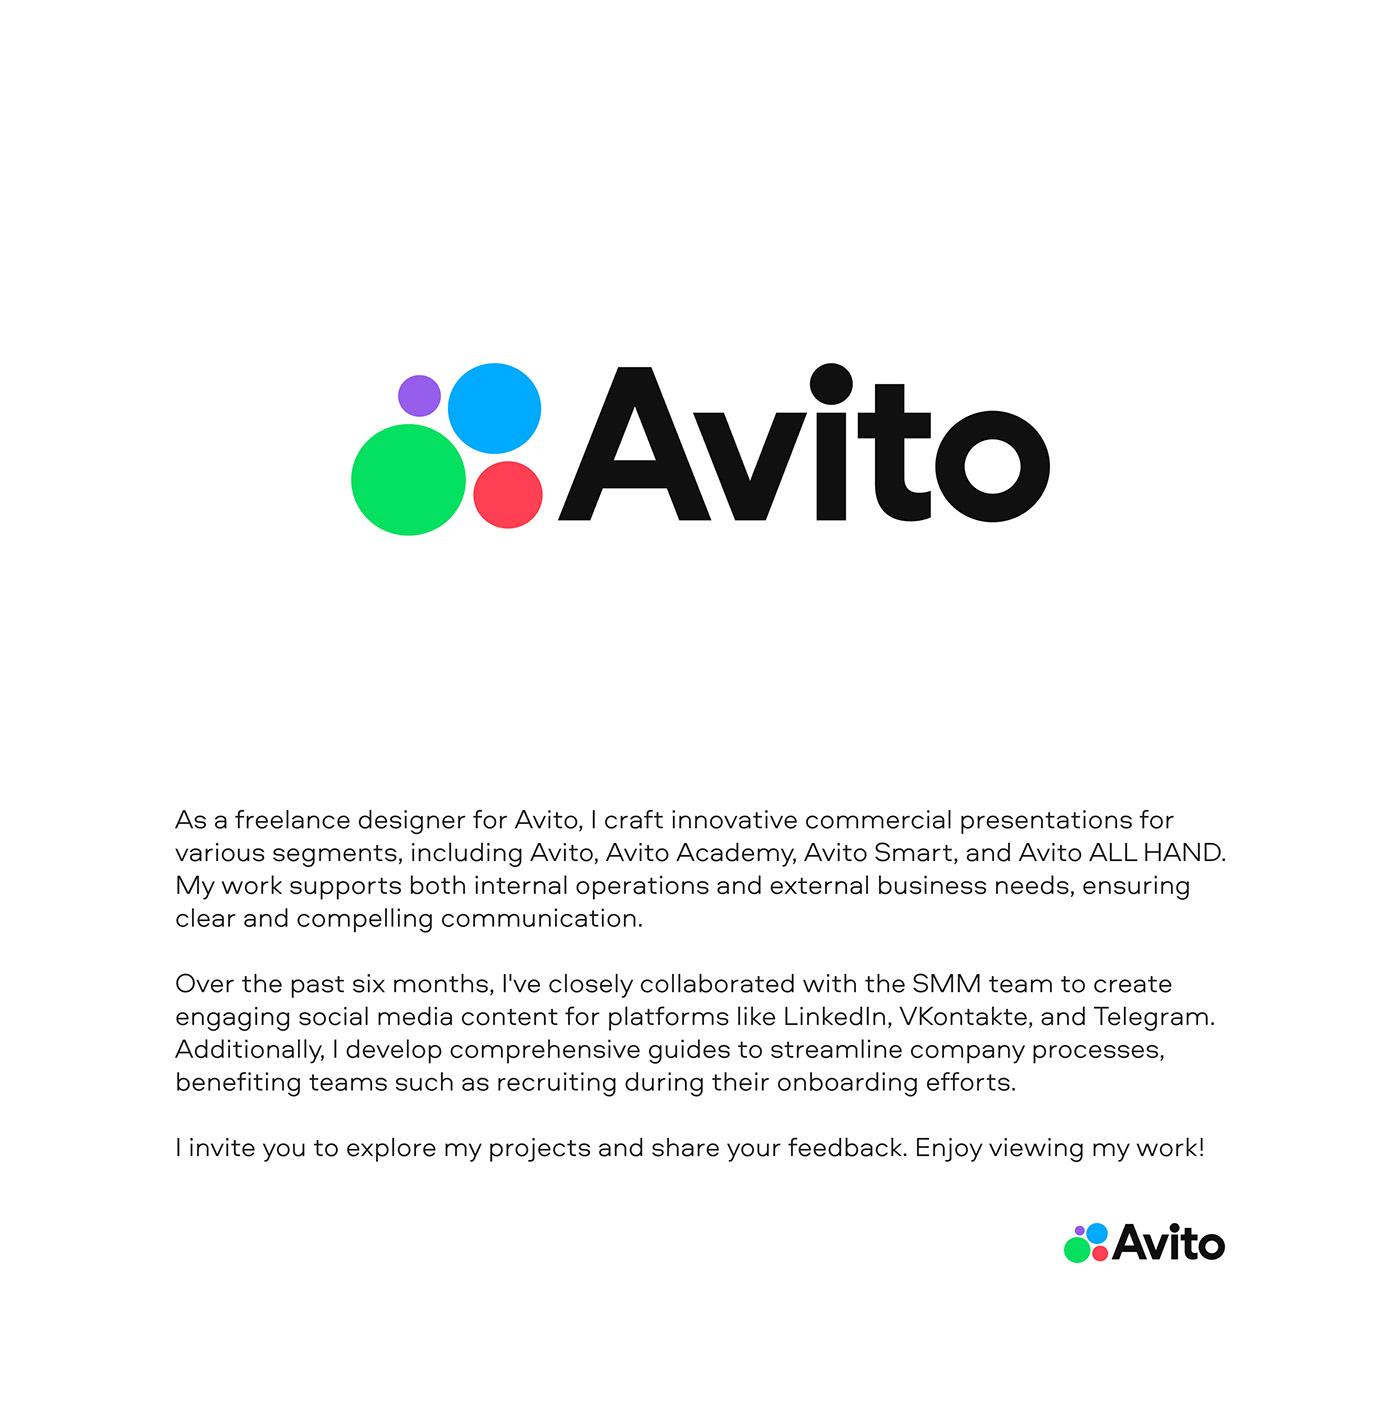 Avito
As a freelance designer for Avito, I craft innovative commercial presentations for
various segments, including Avito, Avito Academy, Avito Smart, and Avito ALL HAND.
My work supports both internal operations and external business needs, ensuring
clear and compelling communication.
Over the past six months, I've closely collaborated with the SMM team to create
engaging social media content for platforms like LinkedIn, VKontakte, and Telegram.
Additionally, I develop comprehensive guides to streamline company processes,
benefiting teams such as recruiting during their onboarding efforts.
I invite you to explore my projects and share your feedback. Enjoy viewing my work!
Avito